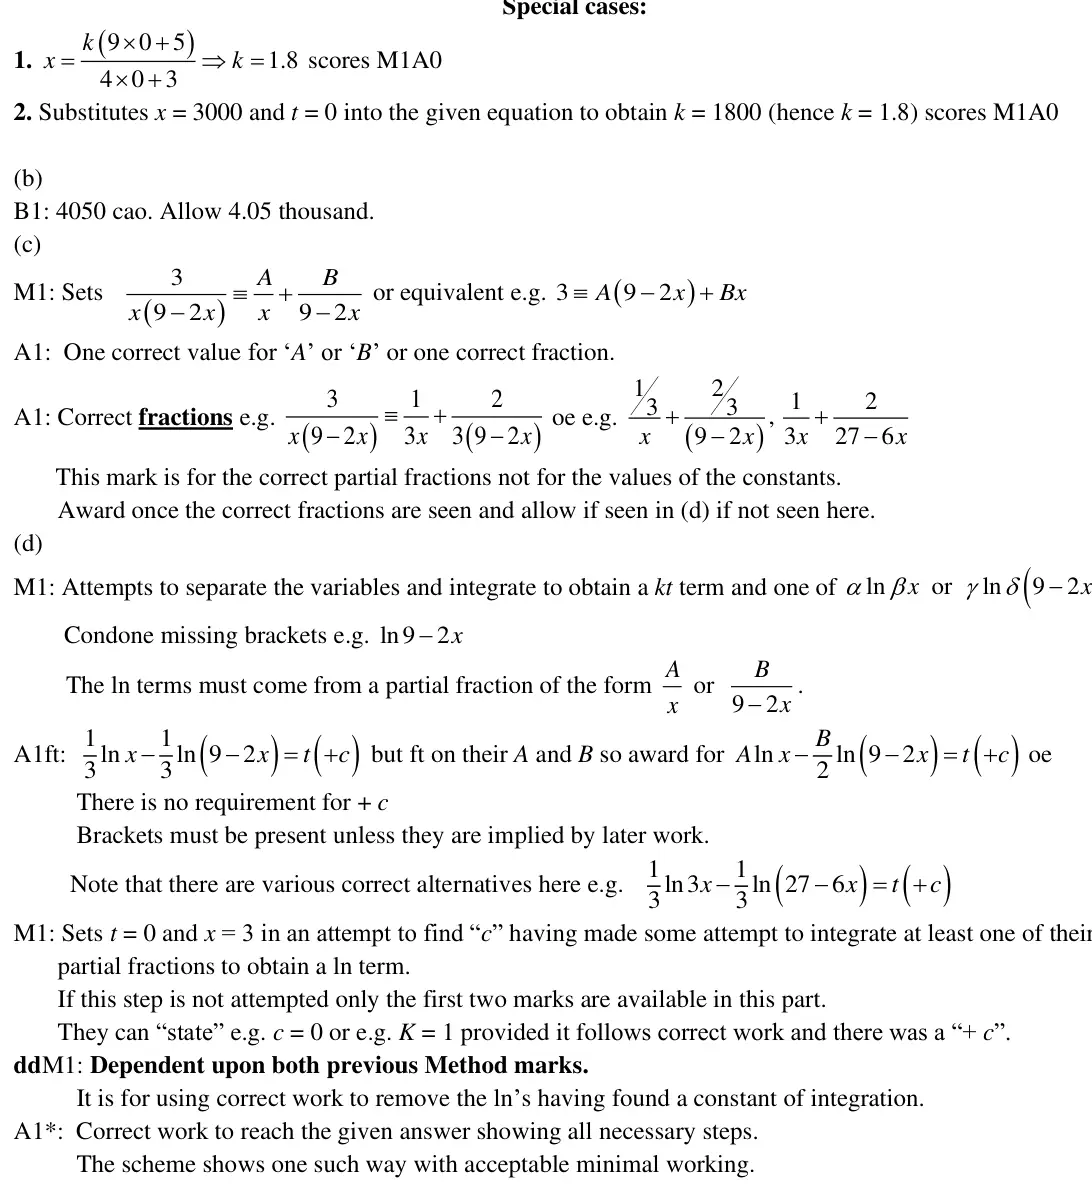 Special cases:
1. x = k(9×0+5)/(4×0+3) ⇒ k = 1.8 scores M1A0
2. Substitutes x = 3000 and t = 0 into the given equation to obtain k = 1800 (hence k = 1.8) scores M1A0
(b)
B1: 4050 cao. Allow 4.05 thousand.
(c)
M1: Sets 3/(x(9−2x)) ≡ A/x + B/(9−2x) or equivalent e.g. 3 ≡ A(9−2x)+Bx
A1: One correct value for ‘A’ or ‘B’ or one correct fraction.
A1: Correct fractions e.g. 3/(x(9−2x)) ≡ 1/(3x) + 2/(3(9−2x)) oe e.g. (1/3)/x + (2/3)/((9−2x)), 1/(3x) + 2/(27−6x)
This mark is for the correct partial fractions not for the values of the constants.
Award once the correct fractions are seen and allow if seen in (d) if not seen here.
(d)
M1: Attempts to separate the variables and integrate to obtain a kt term and one of α ln βx or γ ln δ(9−2x
Condone missing brackets e.g. ln 9−2x
The ln terms must come from a partial fraction of the form A/x or B/(9−2x).
A1ft: 1/3 ln x − 1/3 ln(9−2x) = t(+c) but ft on their A and B so award for A ln x − B/2 ln(9−2x) = t(+c) oe
There is no requirement for + c
Brackets must be present unless they are implied by later work.
Note that there are various correct alternatives here e.g. 1/3 ln 3x − 1/3 ln(27−6x) = t(+c)
M1: Sets t = 0 and x = 3 in an attempt to find “c” having made some attempt to integrate at least one of their
partial fractions to obtain a ln term.
If this step is not attempted only the first two marks are available in this part.
They can “state” e.g. c = 0 or e.g. K = 1 provided it follows correct work and there was a “+ c”.
ddM1: Dependent upon both previous Method marks.
It is for using correct work to remove the ln’s having found a constant of integration.
A1*: Correct work to reach the given answer showing all necessary steps.
The scheme shows one such way with acceptable minimal working.